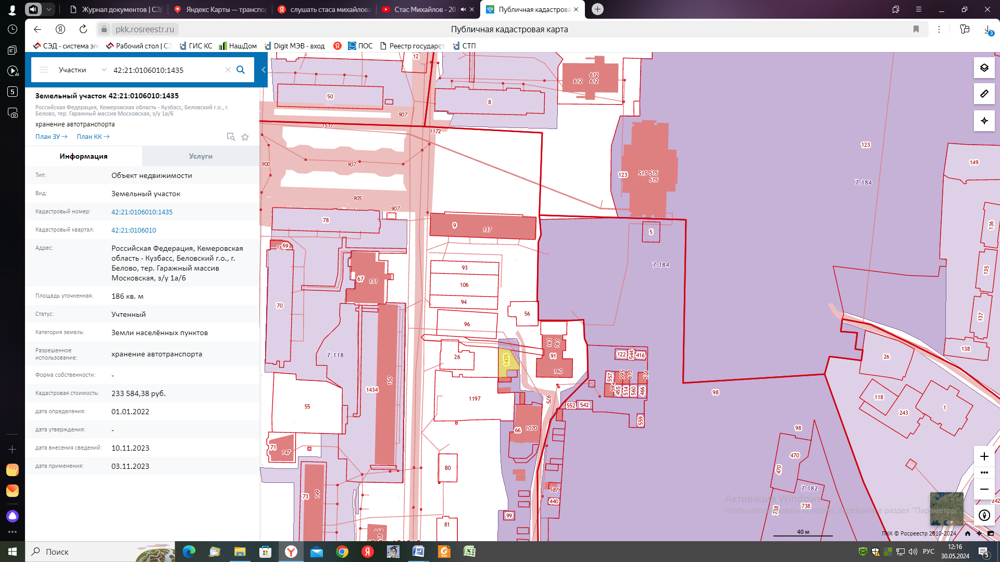 Журнал документов | СЭД
Яндекс Карты — транспор
слушать стаса михайлова
Стас Михайлов - 20
Публичная кадастрова
pkk.rosreestr.ru
Публичная кадастровая карта
3
СЭД - система эле
Рабочий стол | СЭ
ГИС КС
НашДом
Digit МЭВ - вход
ПОС
Реестр государст
СТП
5
Участки
42:21:0106010:1435
Земельный участок 42:21:0106010:1435
Российская Федерация, Кемеровская область - Кузбасс, Беловский г.о., г.
Белово, тер. Гаражный массив Московская, з/у 1а/6
хранение автотранспорта
План ЗУ →
План КК →
Информация
Услуги
Тип:
Объект недвижимости
Вид:
Земельный участок
Кадастровый номер:
42:21:0106010:1435
Кадастровый квартал:
42:21:0106010
Адрес:
Российская Федерация, Кемеровская
область - Кузбасс, Беловский г.о., г.
Белово, тер. Гаражный массив
Московская, з/у 1а/6
Площадь уточненная:
186 кв. м
Статус:
Учтенный
Категория земель:
Земли населённых пунктов
Разрешенное
использование:
хранение автотранспорта
Форма собственности:
-
Кадастровая стоимость:
233 584,38 руб.
дата определения:
01.01.2022
дата утверждения:
-
дата внесения сведений:
10.11.2023
дата применения:
03.11.2023
12
50
8
612
612
612
907
1517
1172
123
900
907
123
515 515
515
7.184
149
905
907
78
9
137
5
136
69
7.184
93
106
94
67
131
135
70
56
96
137
163
163
7.118
26
1435
91
160
122
544
416
138
26
557
595
613
571
594
455
514
560
466
150
1434
1197
975
98
55
552
542
118
243
1
559
66
1070
98
71
147
470
470
80
73
149
587
440
7.182
738
738
242
99
81
138
Активация Windows
Чтобы активировать Windows, перейдите в раздел "Параметры".
40 м
ПКК © Росреестр 2010-2024
Поиск
РУС
12:16
30.05.2024
5